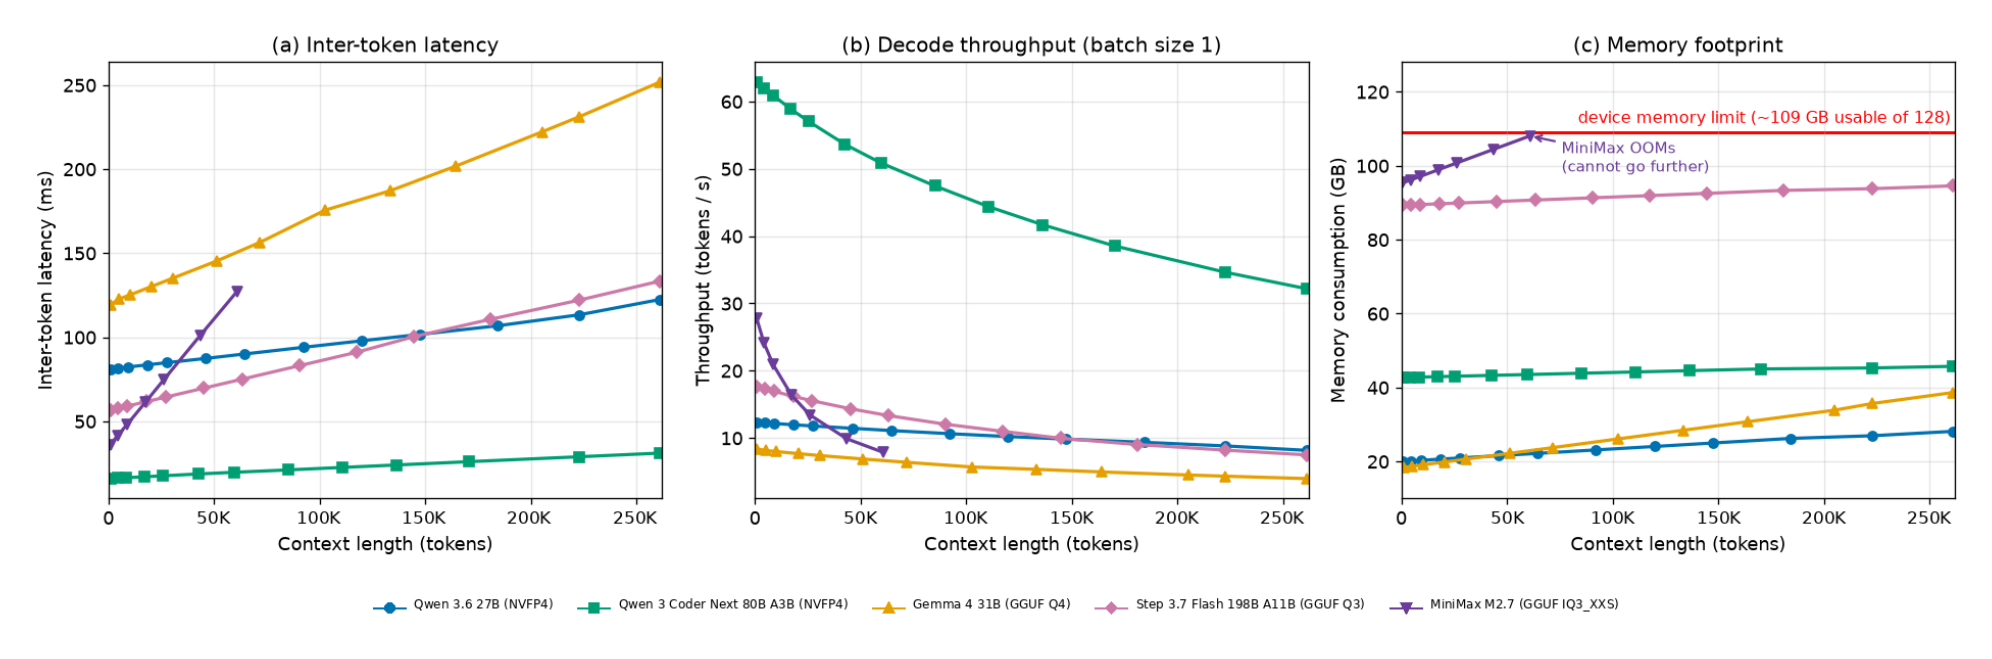 (a) Inter-token latency
Inter-token latency (ms)
250
200
150
100
50
0
50K
100K
150K
200K
250K
Context length (tokens)
(b) Decode throughput (batch size 1)
Throughput (tokens / s)
60
50
40
30
20
10
0
50K
100K
150K
200K
250K
Context length (tokens)
(c) Memory footprint
Memory consumption (GB)
120
100
80
60
40
20
device memory limit (~109 GB usable of 128)
MiniMax OOMs
(cannot go further)
0
50K
100K
150K
200K
250K
Context length (tokens)
Qwen 3.6 27B (NVFP4)
Qwen 3 Coder Next 80B A3B (NVFP4)
Gemma 4 31B (GGUF Q4)
Step 3.7 Flash 198B A11B (GGUF Q3)
MiniMax M2.7 (GGUF IQ3_XXS)